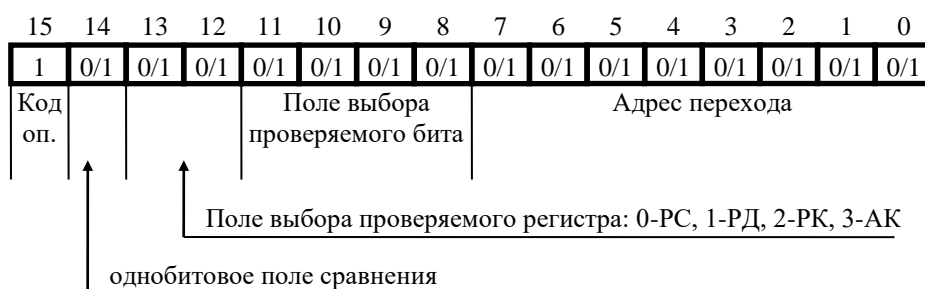 15 14 13 12 11 10 9 8 7 6 5 4 3 2 1 0
1 0/1 0/1 0/1 0/1 0/1 0/1 0/1 0/1 0/1 0/1 0/1 0/1 0/1 0/1 0/1
Код Поле выбора Адрес перехода
оп. проверяемого бита
Поле выбора проверяемого регистра: 0-РС, 1-РД, 2-РК, 3-АК
однобитовое поле сравнения